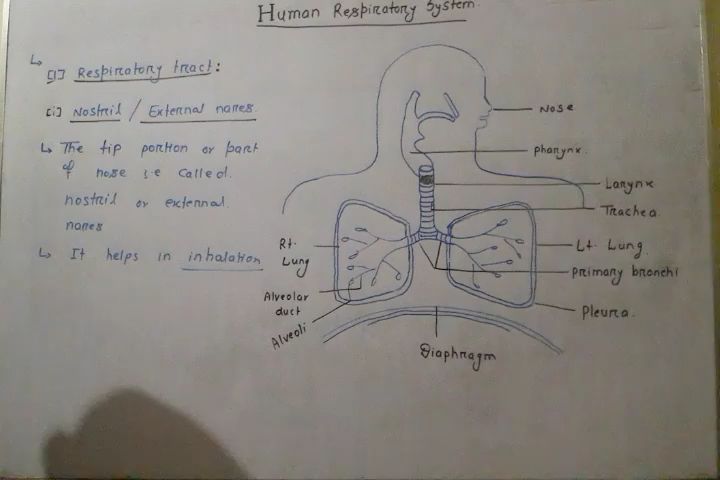 Human Respiratory System.
[1] Respiratory tract:
[i] Nostril / External nares.
The tip portion or part
of nose i.e called.
nostril or external
nares
It helps in inhalation
Nose
pharynx.
Larynx
Trachea.
Rt.
Lung
Lt. Lung.
primary bronchi
Alveolar
duct
Alveoli
Pleura.
Diaphragm